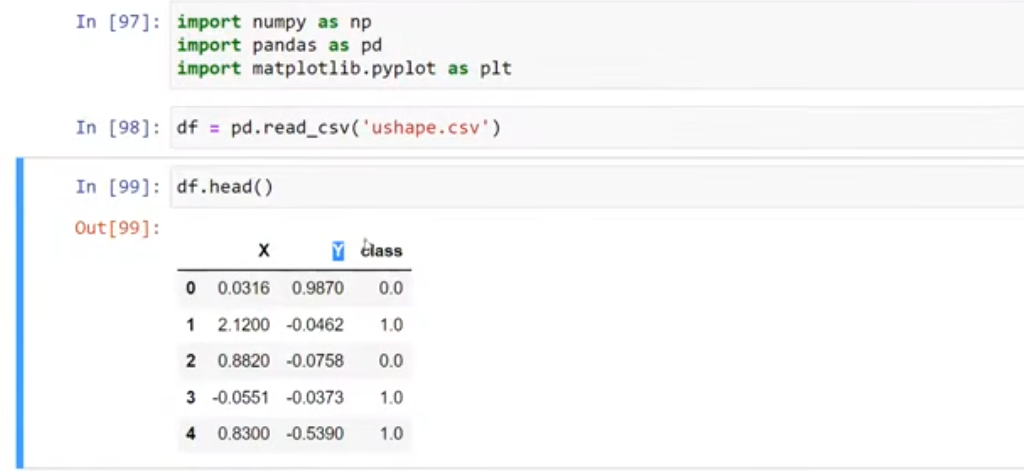 In [97]: import numpy as np
import pandas as pd
import matplotlib.pyplot as plt
In [98]: df = pd.read_csv('ushape.csv')
In [99]: df.head()
Out[99]:
X Y class
0 0.0316 0.9870 0.0
1 2.1200 -0.0462 1.0
2 0.8820 -0.0758 0.0
3 -0.0551 -0.0373 1.0
4 0.8300 -0.5390 1.0